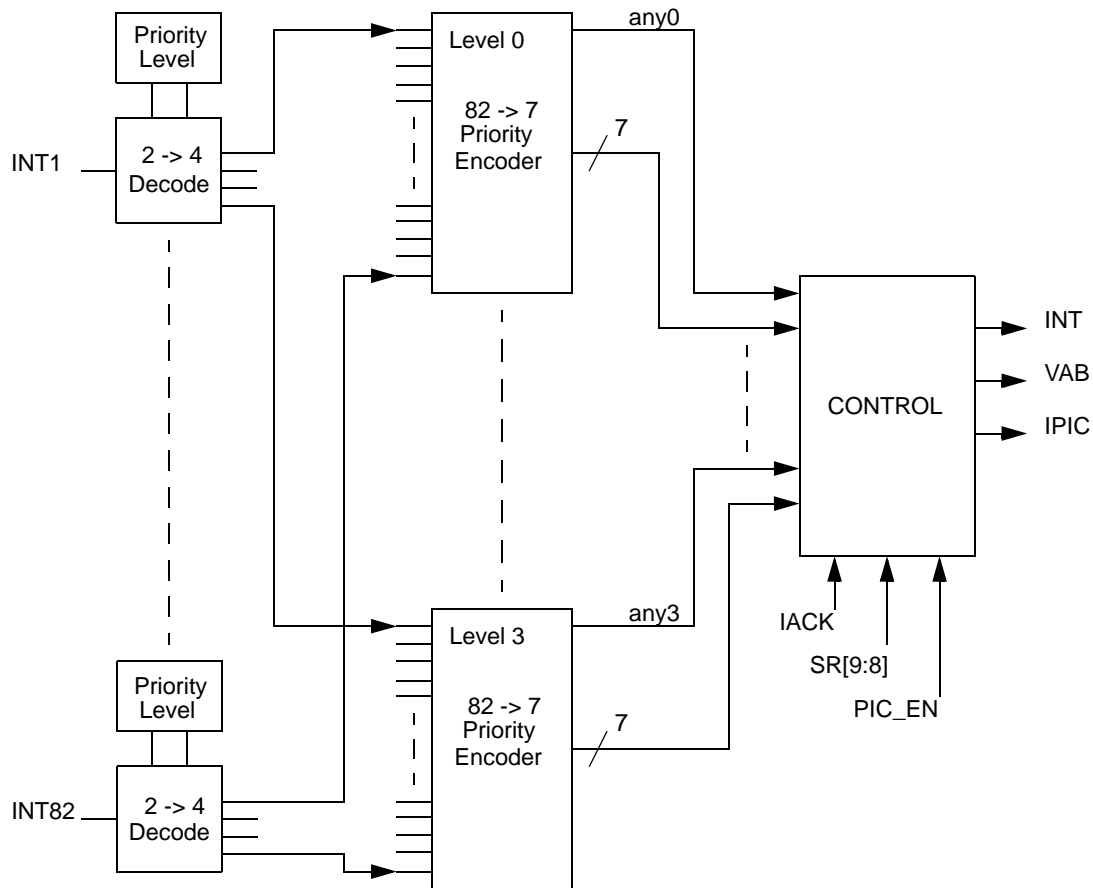 Priority
Level
INT1
2 -> 4
Decode
Level 0
82 -> 7
Priority
Encoder
any0
7
CONTROL
INT
VAB
IPIC
IACK
SR[9:8]
PIC_EN
Priority
Level
INT82
2 -> 4
Decode
Level 3
82 -> 7
Priority
Encoder
any3
7